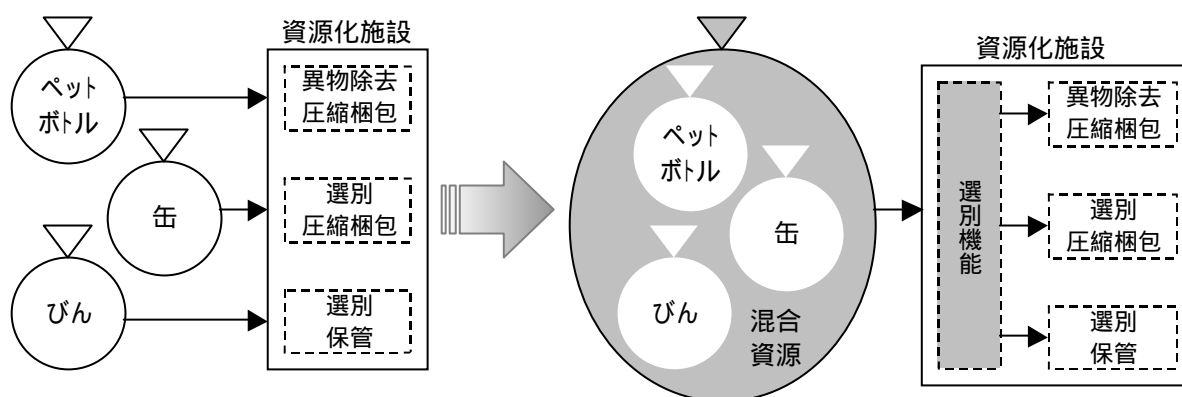 資源化施設
ペット
ボトル
異物除去
圧縮梱包
缶
選別
圧縮梱包
びん
選別
保管
ペット
ボトル
缶
びん
混合
資源
資源化施設
選別機能
異物除去
圧縮梱包
選別
圧縮梱包
選別
保管